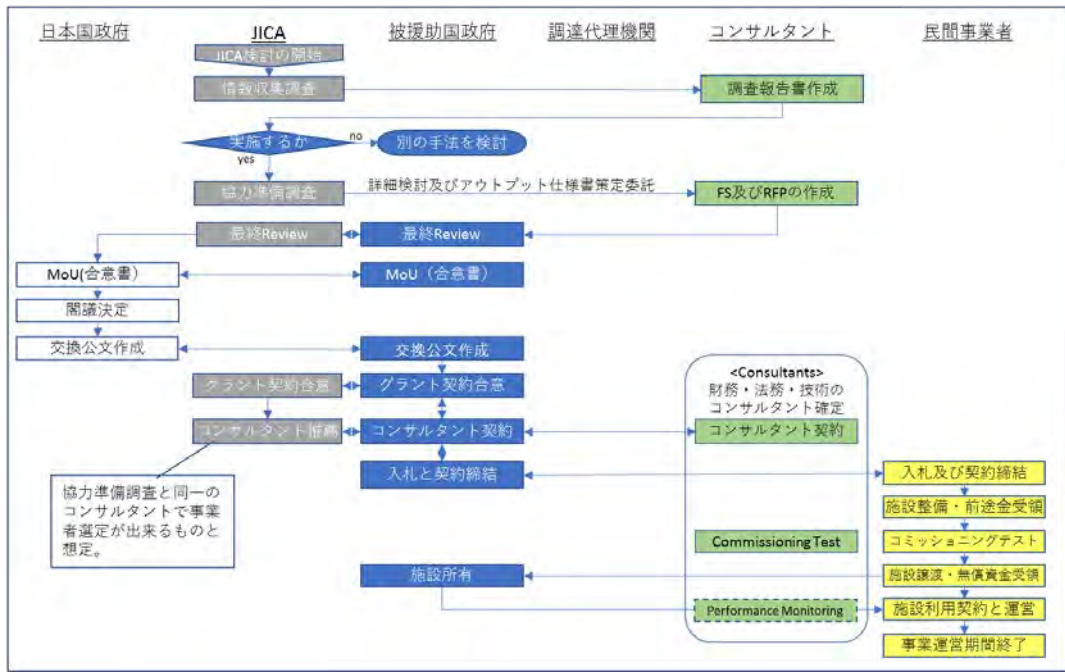 日本国政府
JICA
被援助国政府
調達代理機関
コンサルタント
民間事業者
JICA検討の開始
情報収集調査
調査報告書作成
実施するか
no
別の手法を検討
yes
協力準備調査
詳細検討及びアウトプット仕様書策定委託
FS及びRFPの作成
最終Review
最終Review
MoU(合意書)
MoU（合意書）
閣議決定
交換公文作成
交換公文作成
<Consultants>
財務・法務・技術の
コンサルタント確定
グラント契約合意
グラント契約合意
コンサルタント推薦
コンサルタント契約
コンサルタント契約
入札と契約締結
入札及び契約締結
協力準備調査と同一の
コンサルタントで事業
者選定が出来るものと
想定。
施設整備・前途金受領
Commissioning Test
コミッショニングテスト
施設所有
施設譲渡・無償資金受領
Performance Monitoring
施設利用契約と運営
事業運営期間終了